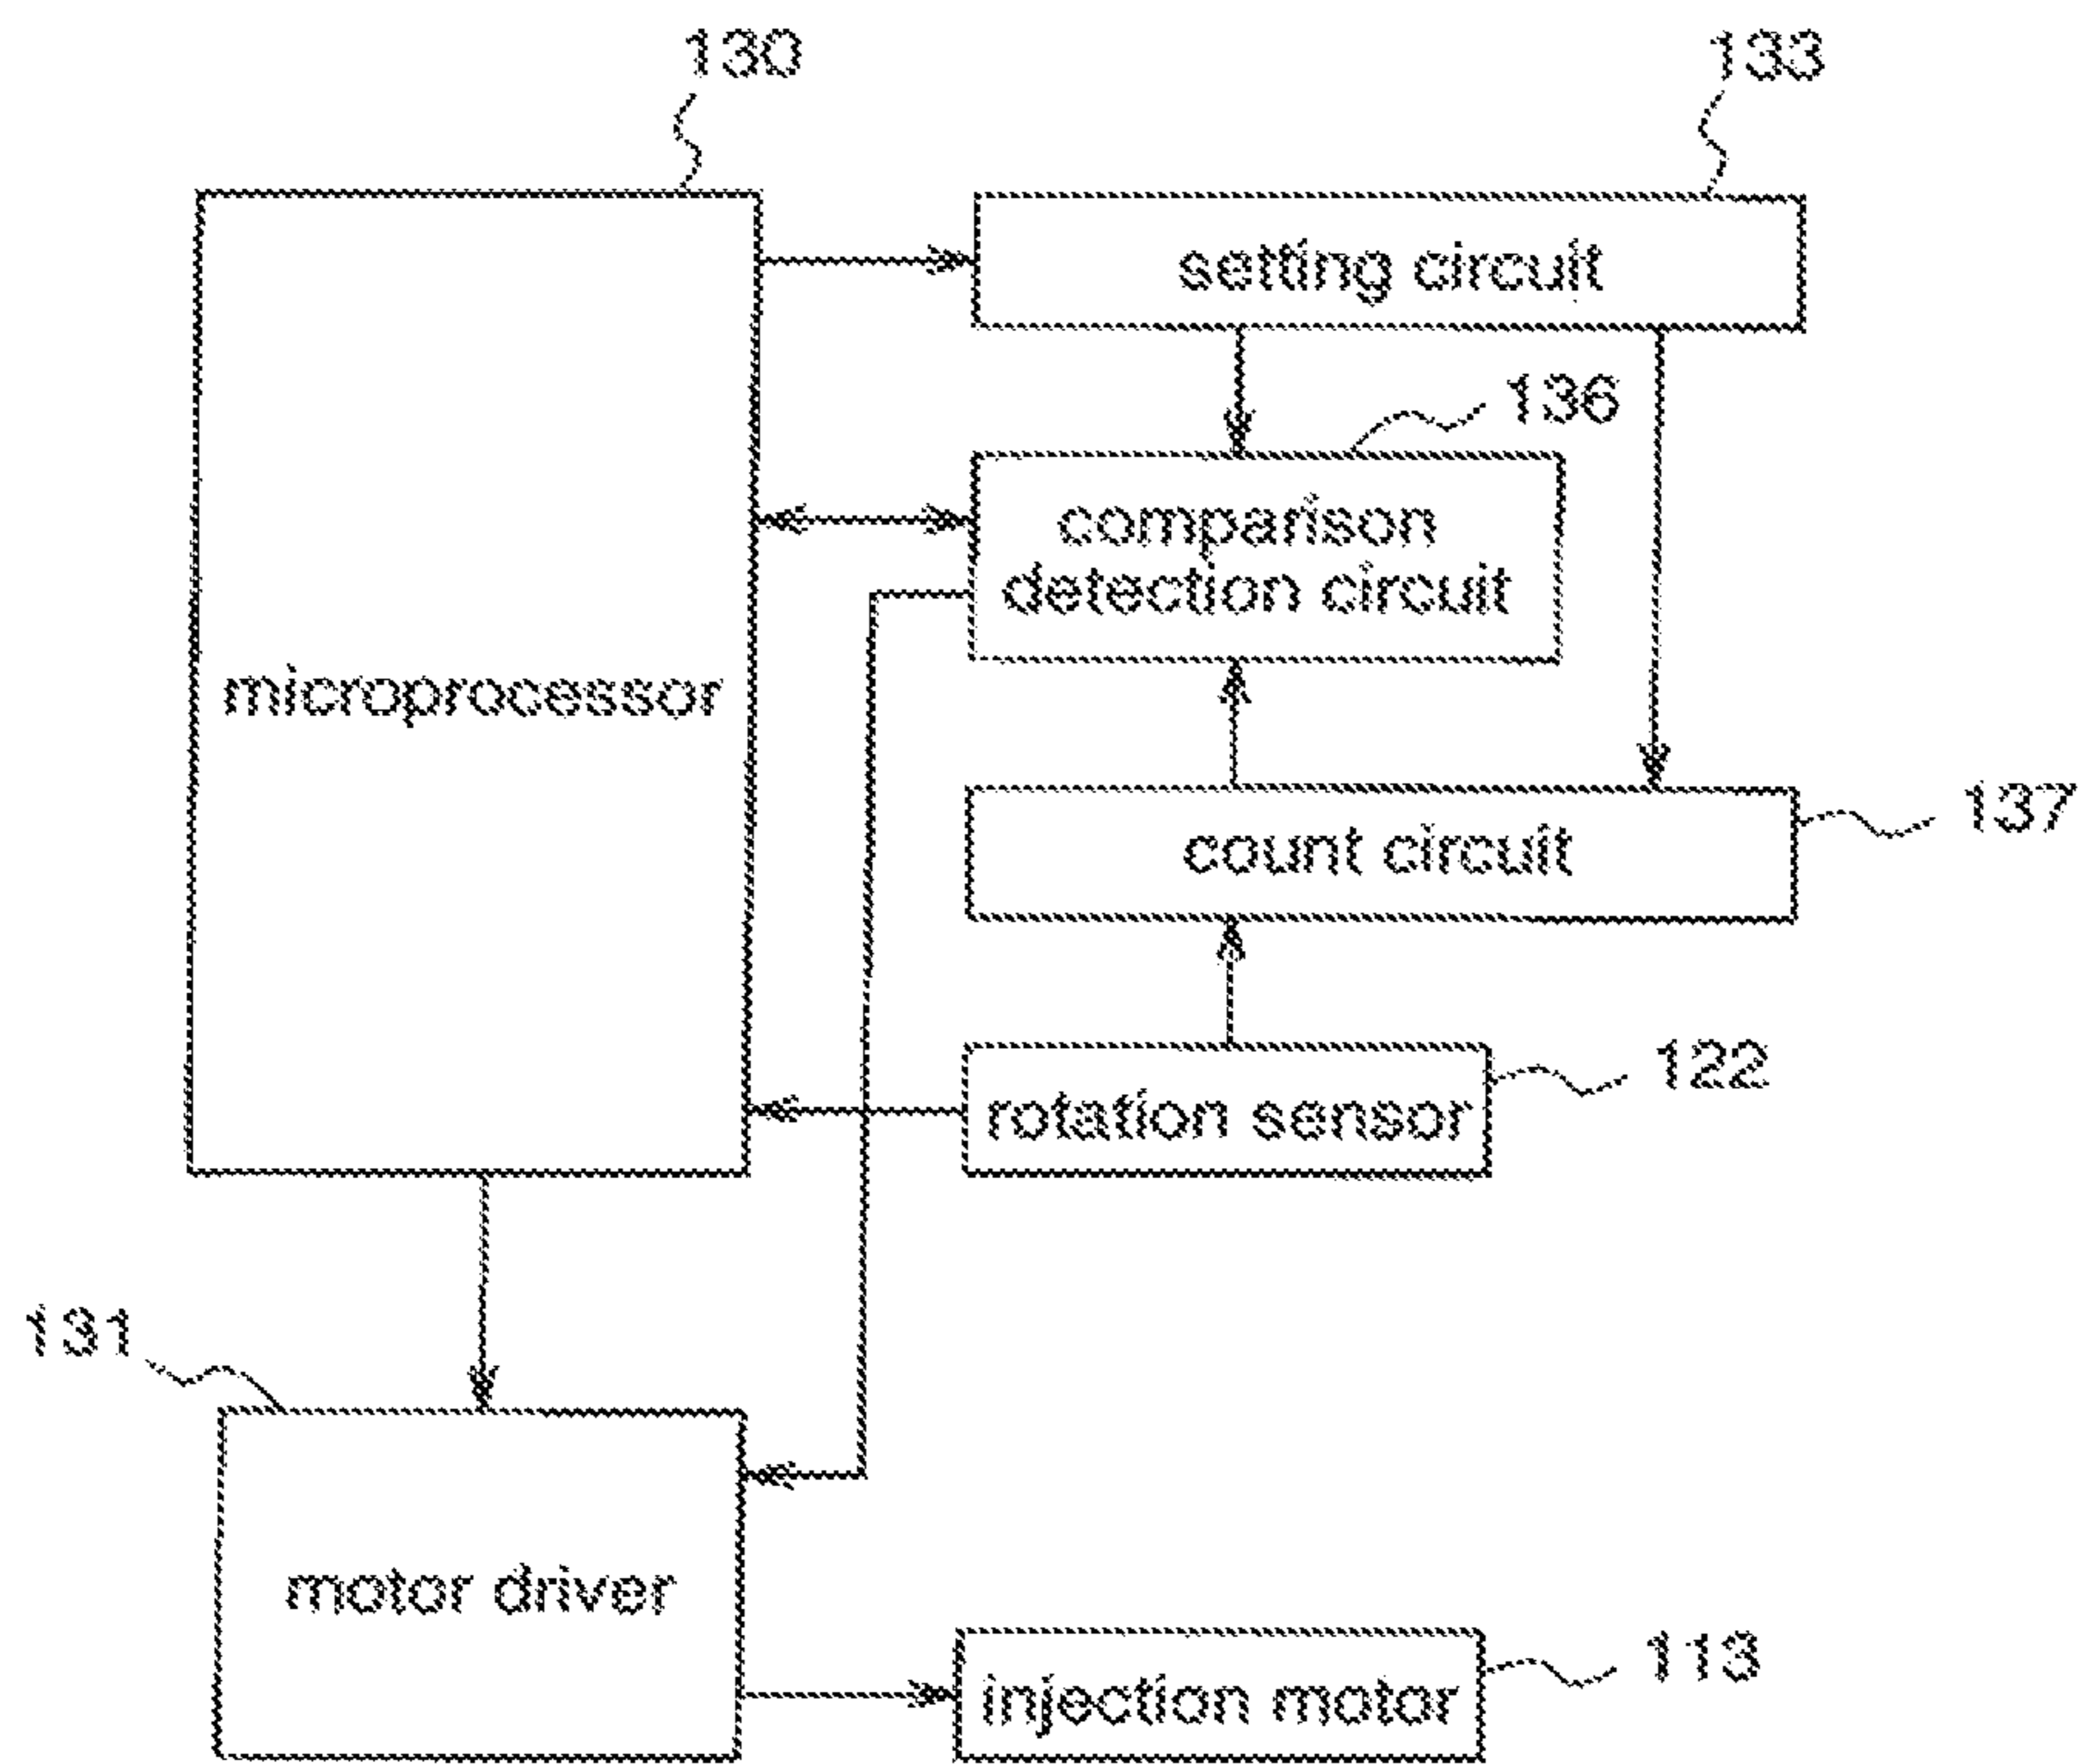 130
133
setting circuit
136
comparison
detection circuit
microprocessor
137
count circuit
122
rotation sensor
131
motor driver
113
injection motor